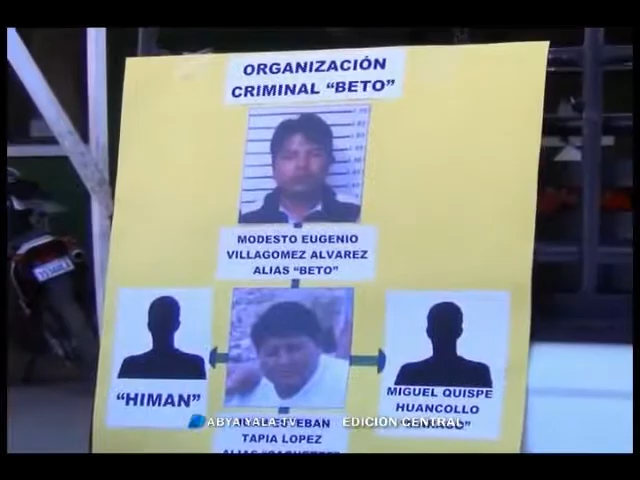 ORGANIZACIÓN
CRIMINAL "BETO"
MODESTO EUGENIO
VILLAGOMEZ ALVAREZ
ALIAS "BETO"
"HIMAN"
MIGUEL QUISPE
HUANCOLLO
TAPIA LOPEZ
ALIAS
ABYAYALA TV
EDICION CENTRAL